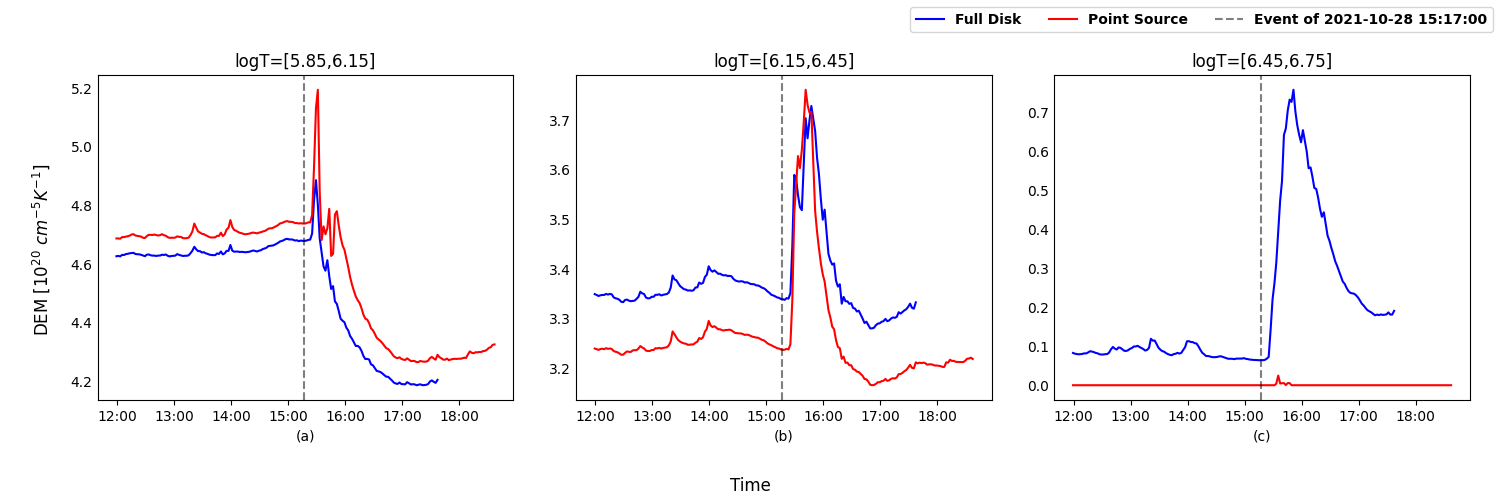 Full Disk Point Source Event of 2021-10-28 15:17:00
logT=[5.85,6.15] logT=[6.15,6.45] logT=[6.45,6.75]
DEM [10²⁰ cm⁻⁵K⁻¹]
5.2
5.0
4.8
4.6
4.4
4.2
12:00 13:00 14:00 15:00 16:00 17:00 18:00
(a)
3.7
3.6
3.5
3.4
3.3
3.2
12:00 13:00 14:00 15:00 16:00 17:00 18:00
(b)
0.7
0.6
0.5
0.4
0.3
0.2
0.1
0.0
12:00 13:00 14:00 15:00 16:00 17:00 18:00
(c)
Time